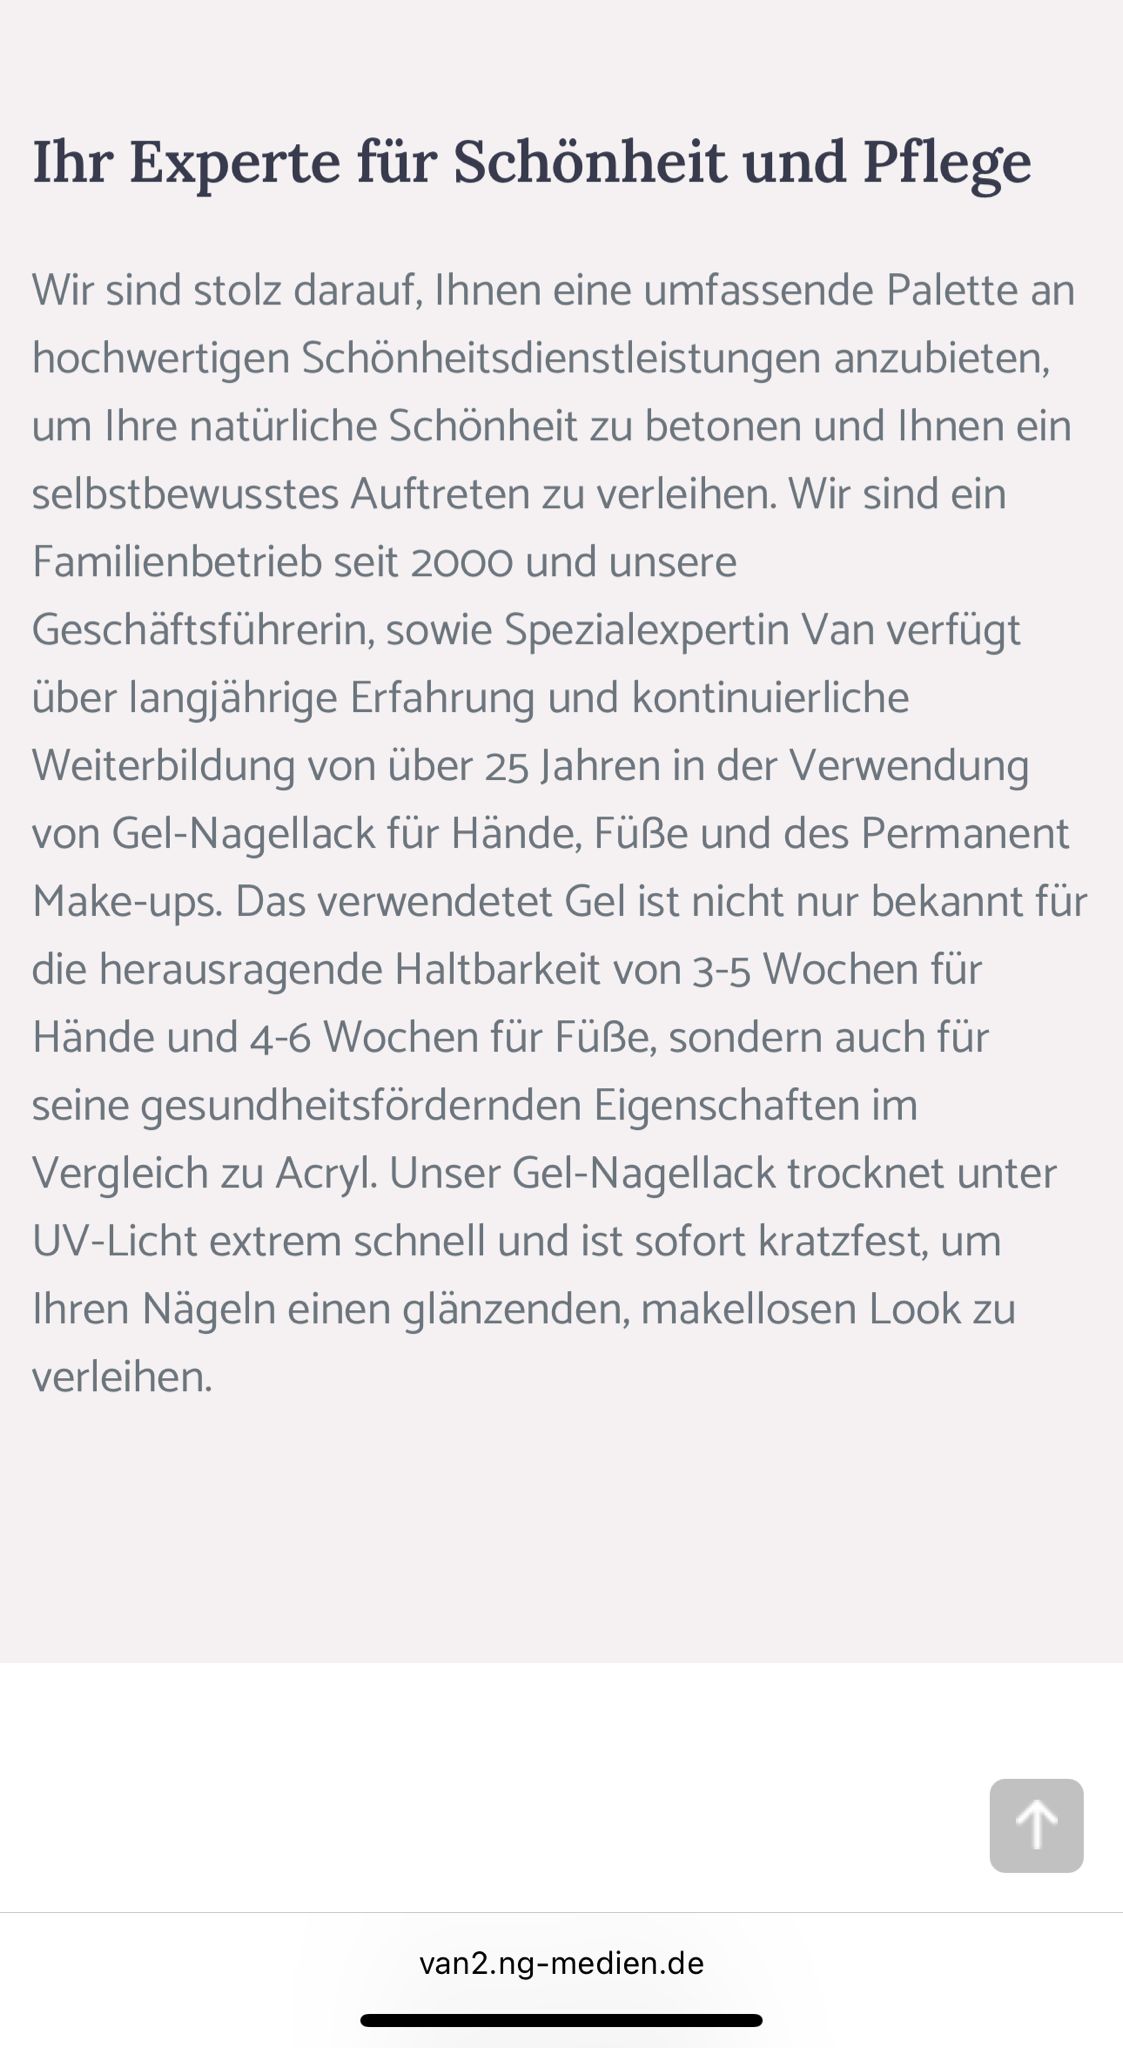 Ihr Experte für Schönheit und Pflege
Wir sind stolz darauf, Ihnen eine umfassende Palette an
hochwertigen Schönheitsdienstleistungen anzubieten,
um Ihre natürliche Schönheit zu betonen und Ihnen ein
selbstbewusstes Auftreten zu verleihen. Wir sind ein
Familienbetrieb seit 2000 und unsere
Geschäftsführerin, sowie Spezialexpertin Van verfügt
über langjährige Erfahrung und kontinuierliche
Weiterbildung von über 25 Jahren in der Verwendung
von Gel-Nagellack für Hände, Füße und des Permanent
Make-ups. Das verwendetet Gel ist nicht nur bekannt für
die herausragende Haltbarkeit von 3-5 Wochen für
Hände und 4-6 Wochen für Füße, sondern auch für
seine gesundheitsfördernden Eigenschaften im
Vergleich zu Acryl. Unser Gel-Nagellack trocknet unter
UV-Licht extrem schnell und ist sofort kratzfest, um
Ihren Nägeln einen glänzenden, makellosen Look zu
verleihen.
van2.ng-medien.de